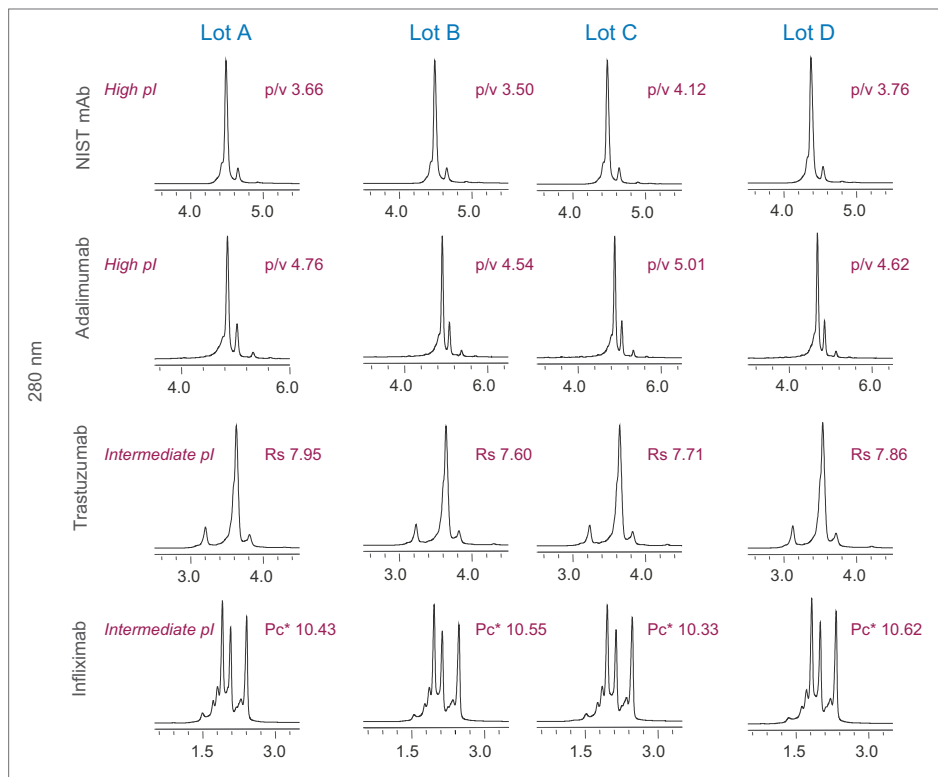 Lot A Lot B Lot C Lot D
280 nm
NIST mAb
High pI p/v 3.66 p/v 3.50 p/v 4.12 p/v 3.76
4.0 5.0 4.0 5.0 4.0 5.0 4.0 5.0
Adalimumab
High pI p/v 4.76 p/v 4.54 p/v 5.01 p/v 4.62
4.0 6.0 4.0 6.0 4.0 6.0 4.0 6.0
Trastuzumab
Intermediate pI Rs 7.95 Rs 7.60 Rs 7.71 Rs 7.86
3.0 4.0 3.0 4.0 3.0 4.0 3.0 4.0
Infliximab
Intermediate pI Pc* 10.43 Pc* 10.55 Pc* 10.33 Pc* 10.62
1.5 3.0 1.5 3.0 1.5 3.0 1.5 3.0